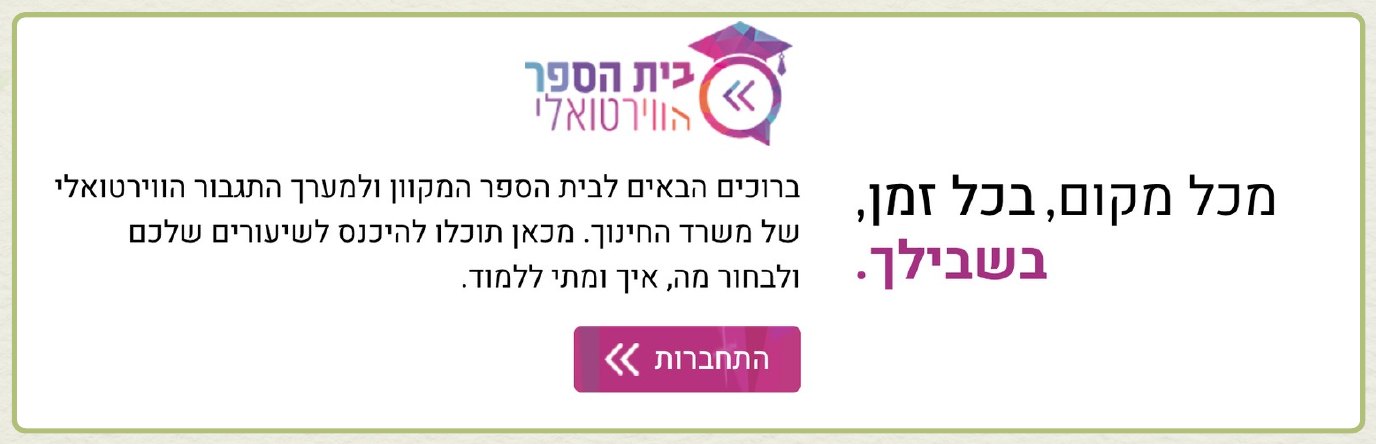 בית הספר
הווירטואלי
מכל מקום, בכל זמן,
בשבילך.
ברוכים הבאים לבית הספר המקוון ולמערך התגבור הווירטואלי
של משרד החינוך. מכאן תוכלו להיכנס לשיעורים שלכם
ולבחור מה, איך ומתי ללמוד.
התחברות